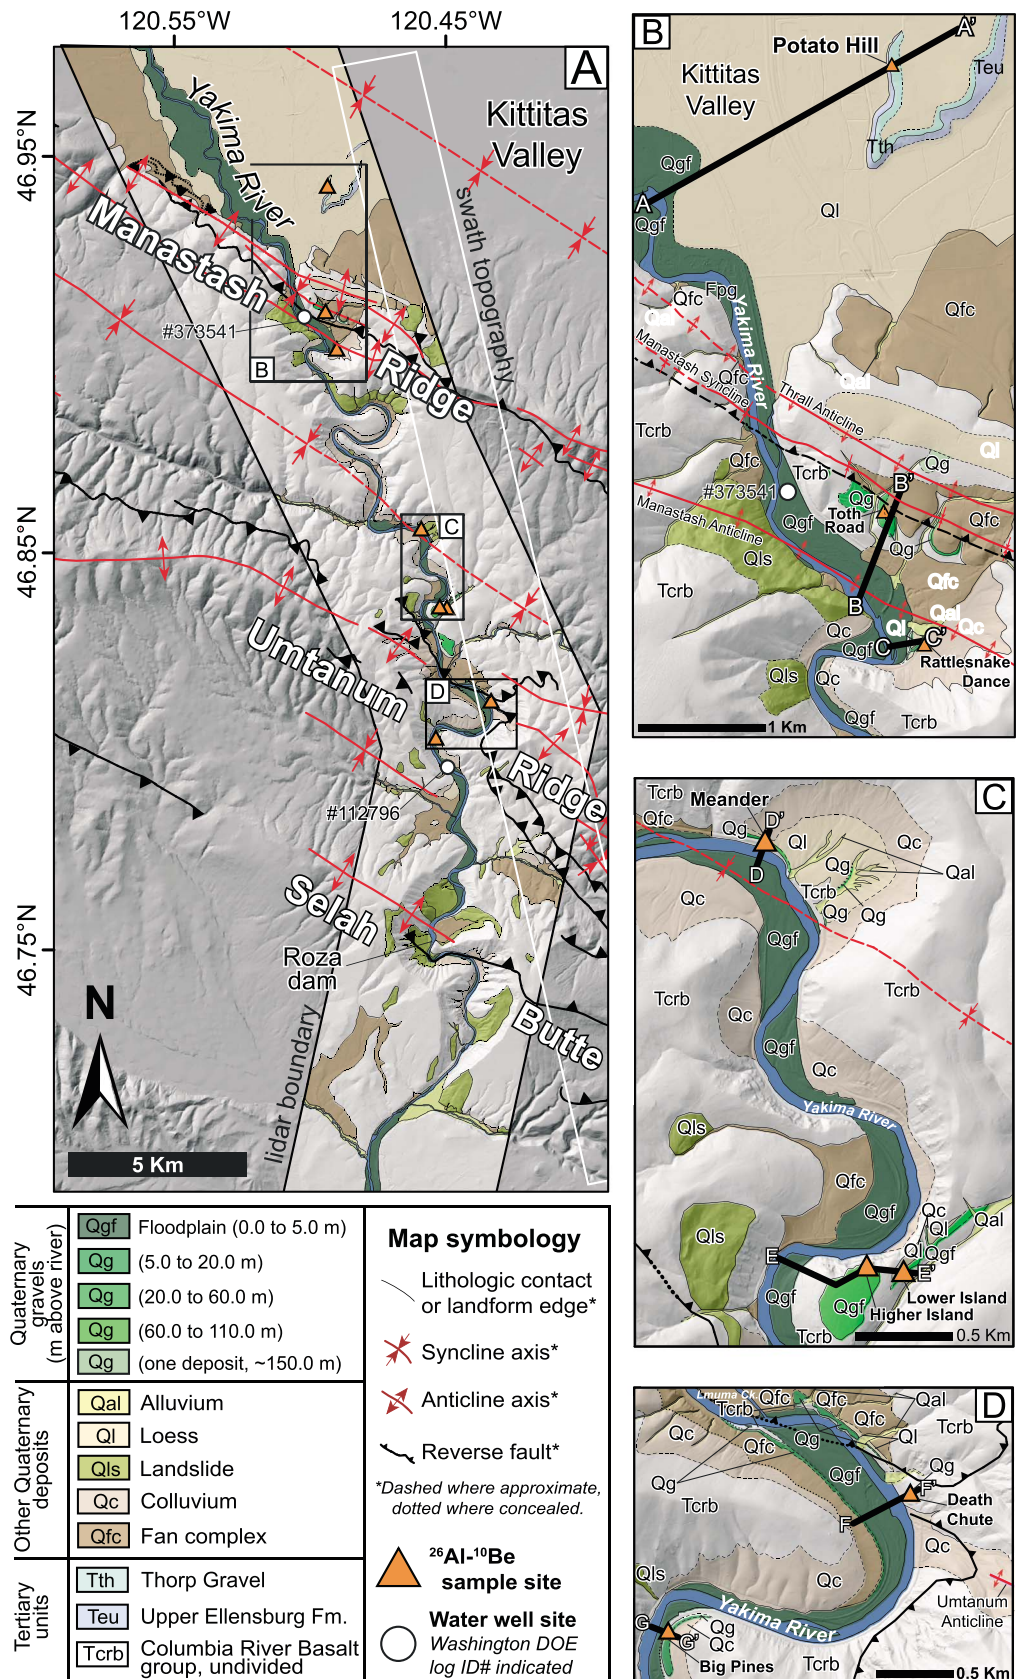 120.55°W
120.45°W
46.95°N
46.85°N
46.75°N
A
Kittitas
Valley
Yakima River
swath topography
Manastash
Ridge
#373541
B
C
Umtanum
D
Ridge
#112796
Selah
Roza
dam
Butte
N
lidar boundary
5 Km
B
A'
Potato Hill
Kittitas
Valley
Teu
Tth
Qgf
A
Qgf
Ql
Qfc
Fpg
Qal
Yakima River
Qfc
Manastash Syncline
Qfc
Thrall Anticline
Qal
Tcrb
Ql
Qfc
Tcrb
Qg
#373541
B'
Qg
Toth
Road
Qfc
Manastash Anticline
Qgf
Qls
Qg
Tcrb
Qfc
B
Qal
Qc
Ql
Qc
Qgf
C
C'
Rattlesnake
Dance
Qls
Qc
Qgf
Tcrb
1 Km
C
Tcrb
Meander
D'
Qfc
Qg
Ql
Qc
D
Qg
Qal
Qc
Tcrb
Qg
Qg
Qgf
Tcrb
Tcrb
Qc
Qgf
Qc
Yakima River
Qls
Qfc
Qls
Qgf
Qc
Ql
Qal
Ql
Qgf
E
E'
Lower Island
Qgf
Qgf
Higher Island
Tcrb
0.5 Km
D
Lmuma Ck.
Qfc
Qal
Tcrb
Qfc
Ql
Tcrb
Qc
Qfc
Qg
Qg
Qgf
Qg
F'
Death
Chute
Tcrb
F
Qc
Qc
Qls
Umtanum
Anticline
G
G'
Qg
Qc
Yakima River
Big Pines
Tcrb
0.5 Km
Quaternary
gravels
(m above river)
Qgf Floodplain (0.0 to 5.0 m)
Qg (5.0 to 20.0 m)
Qg (20.0 to 60.0 m)
Qg (60.0 to 110.0 m)
Qg (one deposit, ~150.0 m)
Other Quaternary
deposits
Qal Alluvium
Ql Loess
Qls Landslide
Qc Colluvium
Qfc Fan complex
Tertiary
units
Tth Thorp Gravel
Teu Upper Ellensburg Fm.
Tcrb Columbia River Basalt
group, undivided
Map symbology
Lithologic contact
or landform edge*
Syncline axis*
Anticline axis*
Reverse fault*
*Dashed where approximate,
dotted where concealed.
²⁶Al-¹⁰Be
sample site
Water well site
Washington DOE
log ID# indicated